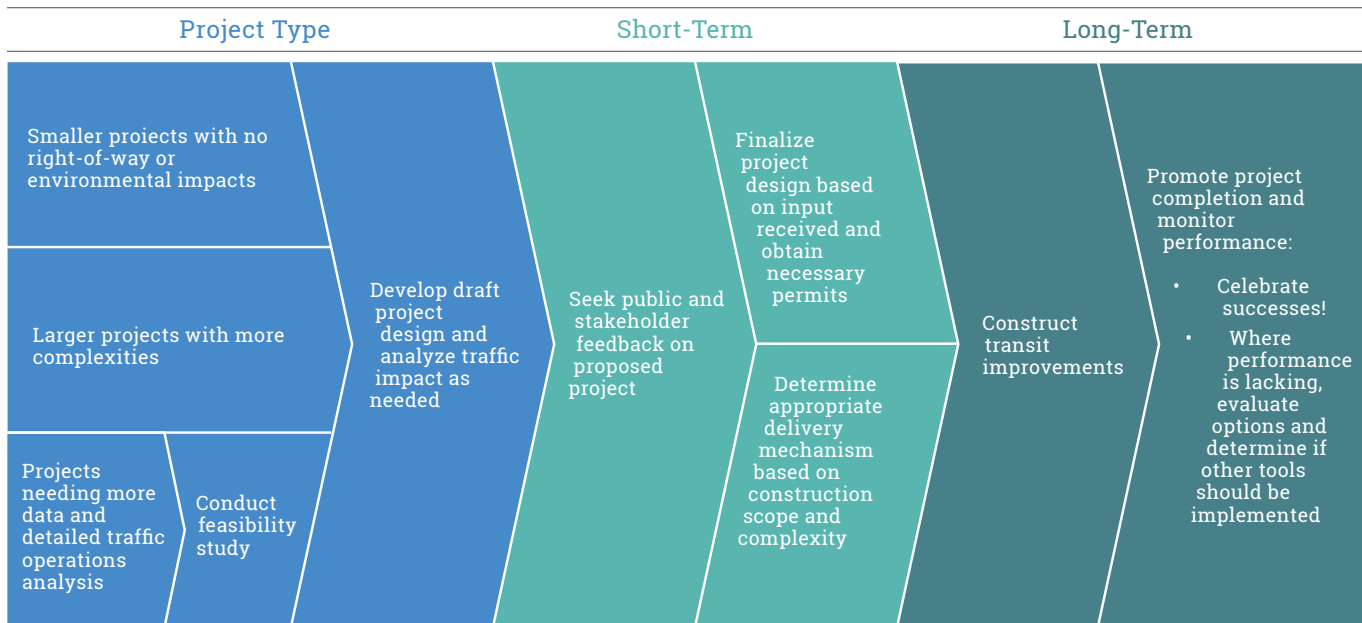 Project Type
Short-Term
Long-Term
Smaller projects with no
right-of-way or
environmental impacts
Larger projects with more
complexities
Projects
needing more
data and
detailed traffic
operations
analysis
Conduct
feasibility
study
Develop draft
project
design and
analyze traffic
impact as
needed
Seek public and
stakeholder
feedback on
proposed
project
Finalize
project
design based
on input
received and
obtain
necessary
permits
Determine
appropriate
delivery
mechanism
based on
construction
scope and
complexity
Construct
transit
improvements
Promote project
completion and
monitor
performance:
• Celebrate
successes!
• Where
performance
is lacking,
evaluate
options and
determine if
other tools
should be
implemented